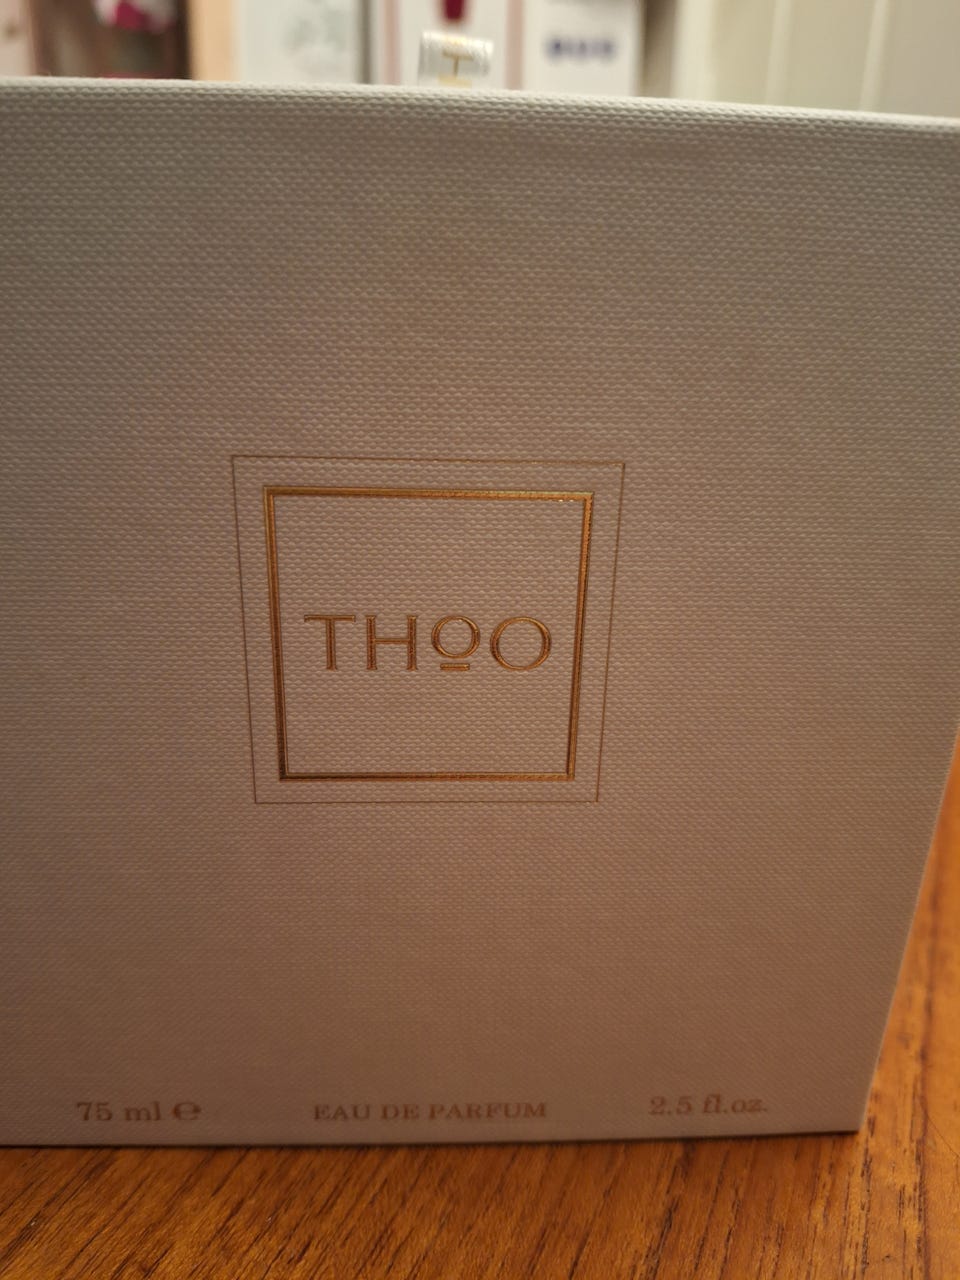 T
THoO
75 ml ℮
EAU DE PARFUM
2.5 fl.oz.